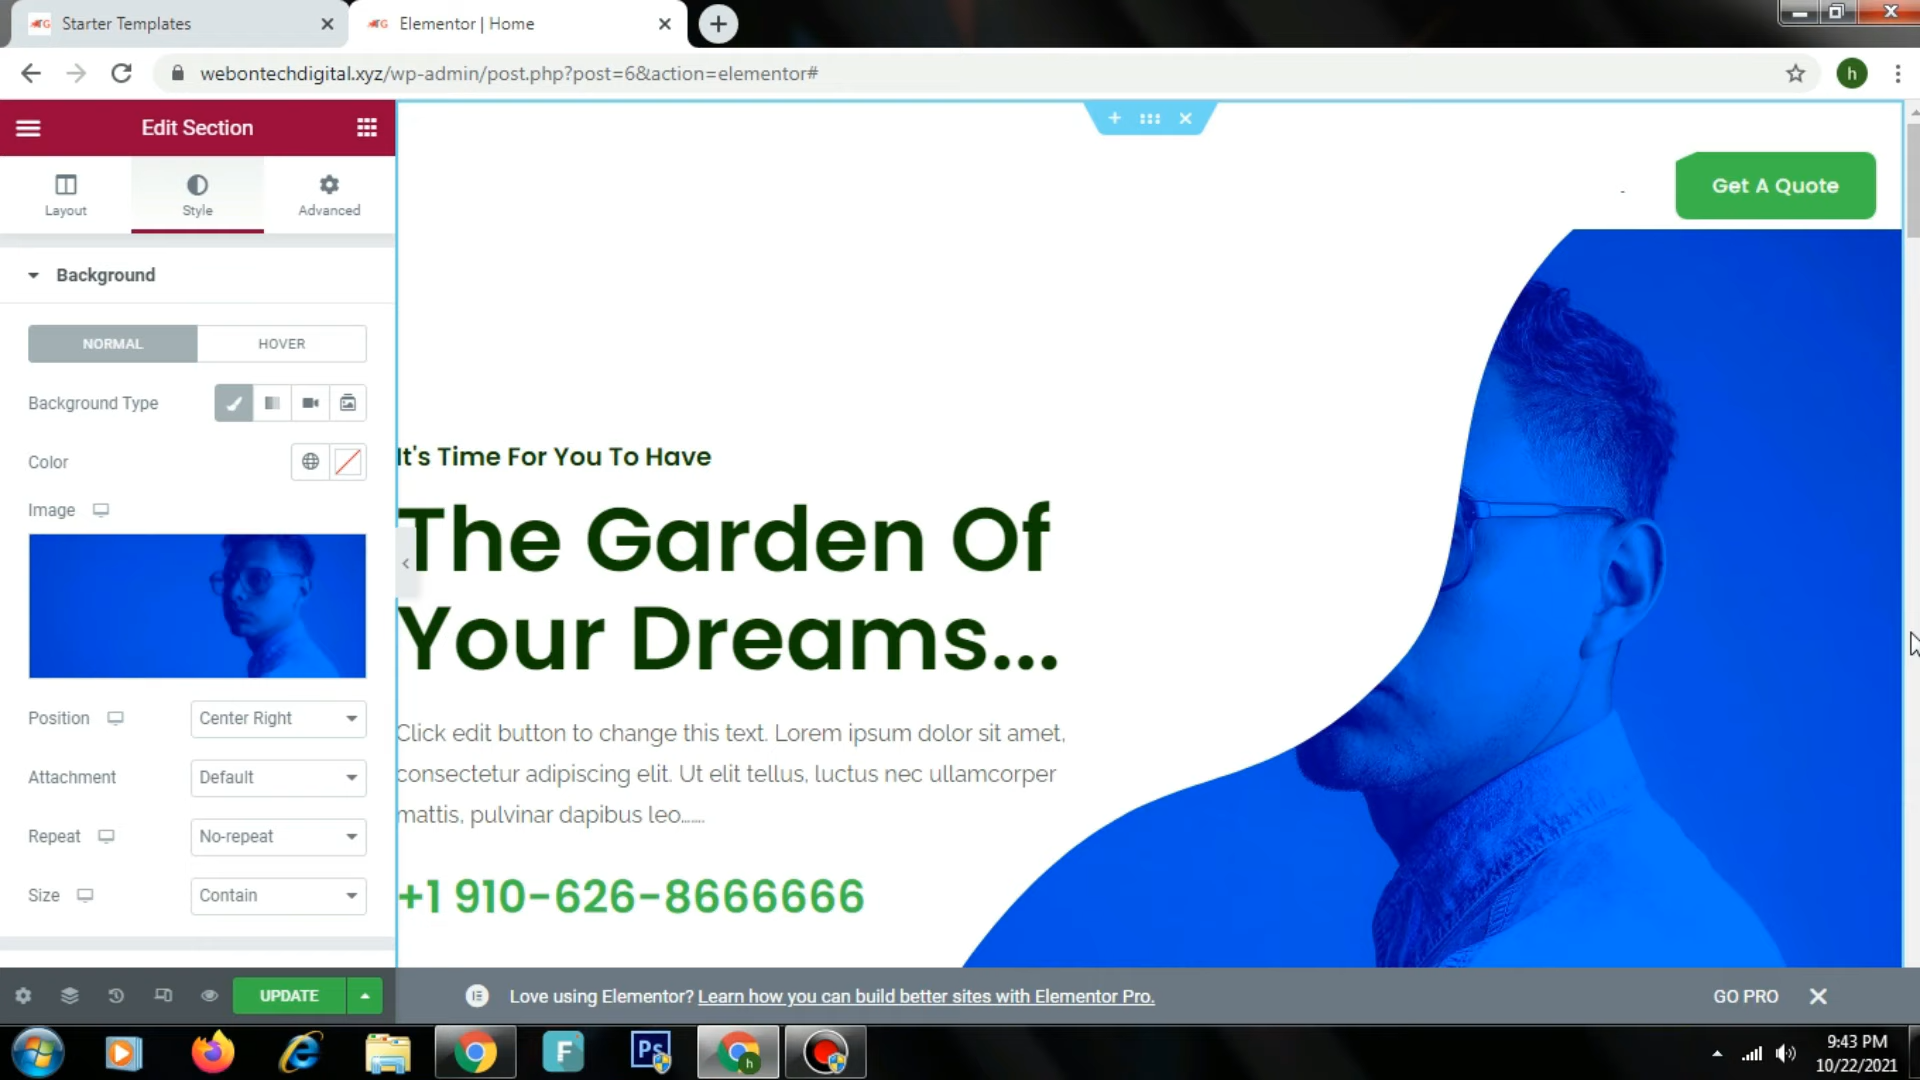 Starter Templates
Elementor | Home
webontechdigital.xyz/wp-admin/post.php?post=6&action=elementor#
h
Edit Section
Layout
Style
Advanced
Background
NORMAL
HOVER
Background Type
Color
Image
Position
Center Right
Attachment
Default
Repeat
No-repeat
Size
Contain
UPDATE
-
Get A Quote
It's Time For You To Have
The Garden Of
Your Dreams...
Click edit button to change this text. Lorem ipsum dolor sit amet,
consectetur adipiscing elit. Ut elit tellus, luctus nec ullamcorper
mattis, pulvinar dapibus leo.......
+1 910-626-8666666
Love using Elementor? Learn how you can build better sites with Elementor Pro.
GO PRO
F
Ps
h
9:43 PM
10/22/2021